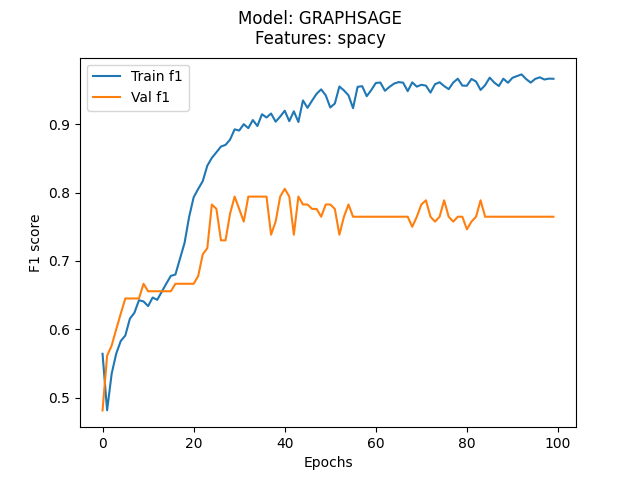 Model: GRAPHSAGE
Features: spacy
Train f1
Val f1
F1 score
0.9
0.8
0.7
0.6
0.5
0 20 40 60 80 100
Epochs